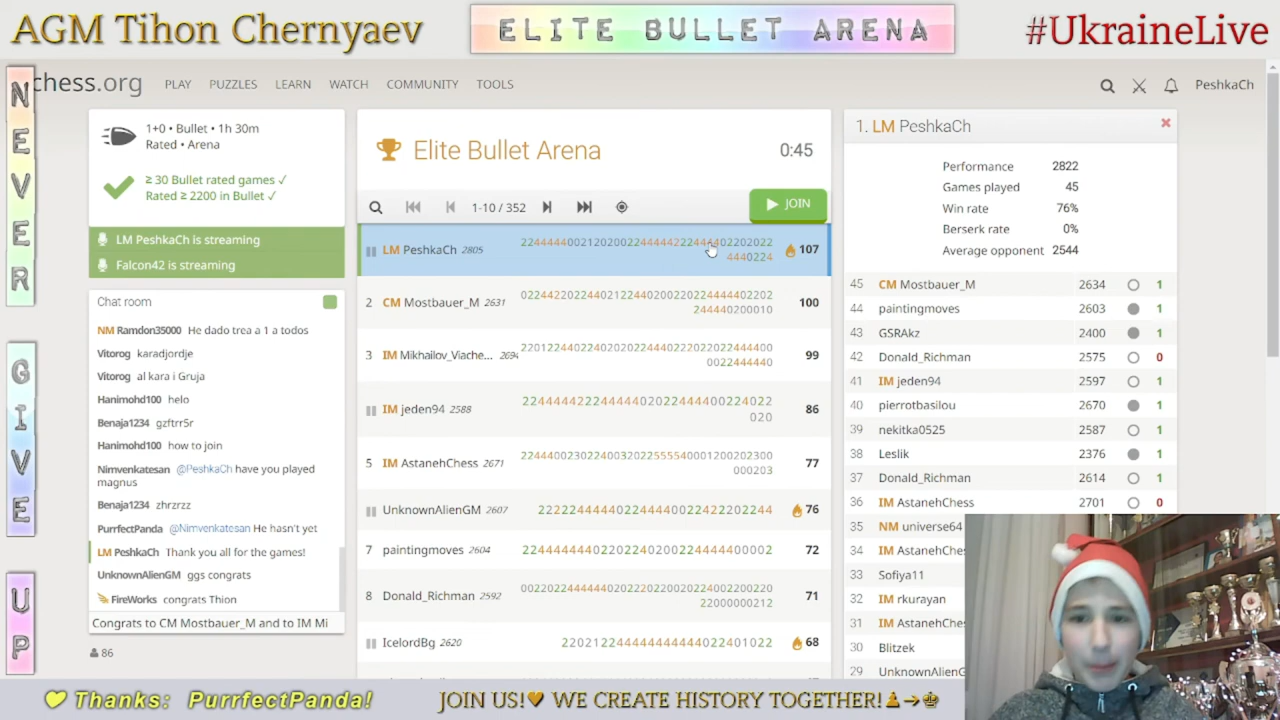 AGM Tihon Chernyaev
ELITE BULLET ARENA
#UkraineLive
NEVER
GIVE
UP
chess.org
PLAY PUZZLES LEARN WATCH COMMUNITY TOOLS
PeshkaCh
1+0 • Bullet • 1h 30m
Rated • Arena
≥ 30 Bullet rated games ✓
Rated ≥ 2200 in Bullet ✓
LM PeshkaCh is streaming
Falcon42 is streaming
Chat room
NM Ramdon35000 He dado trea a 1 a todos
Vitorog karadjordje
Vitorog al kara i Gruja
Hanimohd100 helo
Benaja1234 gzftrr5r
Hanimohd100 how to join
Nimvenkatesan @PeshkaCh have you played
magnus
Benaja1234 zhrzrzz
PurrfectPanda @Nimvenkatesan He hasn't yet
LM PeshkaCh Thank you all for the games!
UnknownAlienGM ggs congrats
FireWorks congrats Thion
Congrats to CM Mostbauer_M and to IM Mi
86
Elite Bullet Arena 0:45
1-10 / 352
JOIN
LM PeshkaCh 2805 107
2 CM Mostbauer_M 2631 100
3 IM Mikhailov_Viache... 2694 99
IM jeden94 2588 86
5 IM AstanehChess 2671 77
UnknownAlienGM 2607 76
7 paintingmoves 2604 72
8 Donald_Richman 2592 71
IcelordBg 2620 68
1. LM PeshkaCh
Performance 2822
Games played 45
Win rate 76%
Berserk rate 0%
Average opponent 2544
45 CM Mostbauer_M 2634 1
44 paintingmoves 2603 1
43 GSRAkz 2400 1
42 Donald_Richman 2575 0
41 IM jeden94 2597 1
40 pierrotbasilou 2670 1
39 nekitka0525 2587 1
38 Leslik 2376 1
37 Donald_Richman 2614 1
36 IM AstanehChess 2701 0
35 NM universe64
34 IM AstanehChess
33 Sofiya11
32 IM rkurayan
31 IM AstanehChess
30 Blitzek
29 UnknownAlienGM
Thanks: PurrfectPanda!
JOIN US! WE CREATE HISTORY TOGETHER!